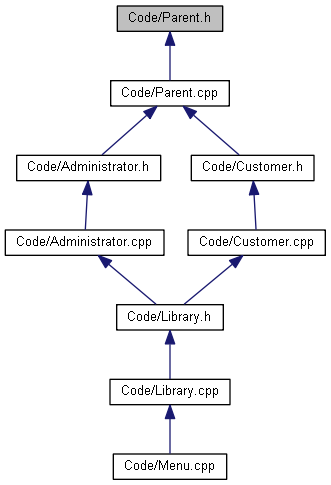 Code/Parent.h
Code/Parent.cpp
Code/Administrator.h
Code/Customer.h
Code/Administrator.cpp
Code/Customer.cpp
Code/Library.h
Code/Library.cpp
Code/Menu.cpp